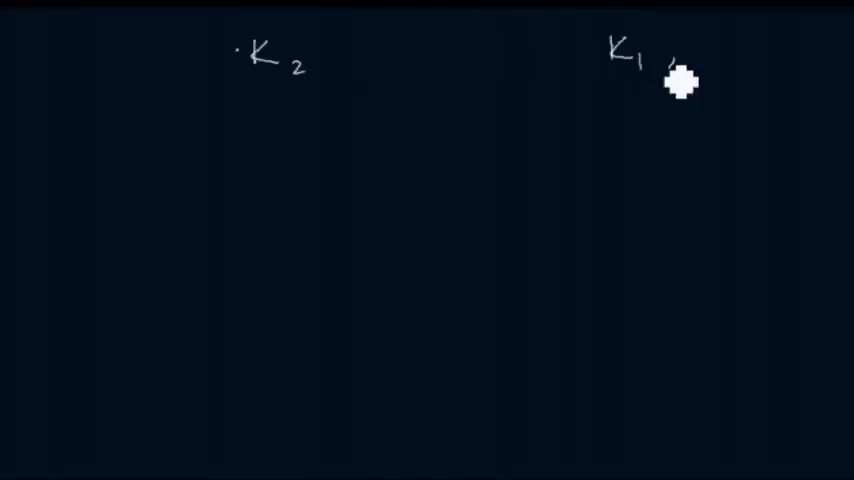 · K₂ K₁ ,